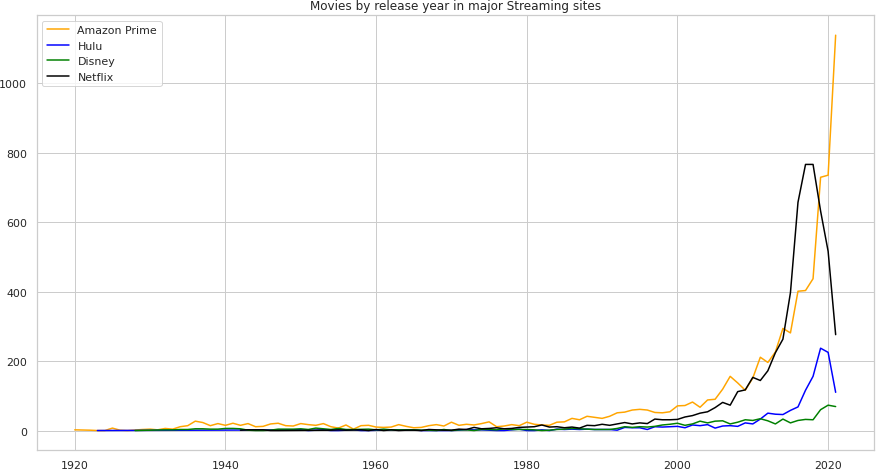 Movies by release year in major Streaming sites
Amazon Prime
Hulu
Disney
Netflix
1000
800
600
400
200
0
1920 1940 1960 1980 2000 2020